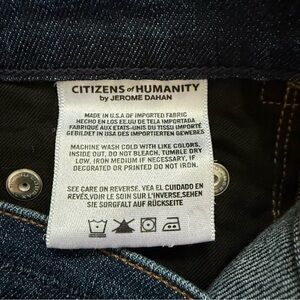 CITIZENS of HUMANITY
by JEROME DAHAN
MADE IN U.S.A OF IMPORTED FABRIC
HECHO EN LOS EE.UU DE TELA IMPORTADA
FABRIQUÉ AUX ETATS-UNIS DU TISSU IMPORTÉ
GEBILDET IN USA DES IMPORTIERTEN GEWEBES
MACHINE WASH COLD WITH LIKE COLORS,
INSIDE OUT, DO NOT BLEACH, TUMBLE DRY
LOW, IRON MEDIUM IF NECESSARY, IF
DECORATED OR PRINTED DO NOT IRON.
SEE CARE ON REVERSE. VEA EL CUIDADO EN
REVÉS, VOIR LE SOIN SUR L'INVERSE, SEHEN
SIE SORGFALT AUF RÜCKSEITE